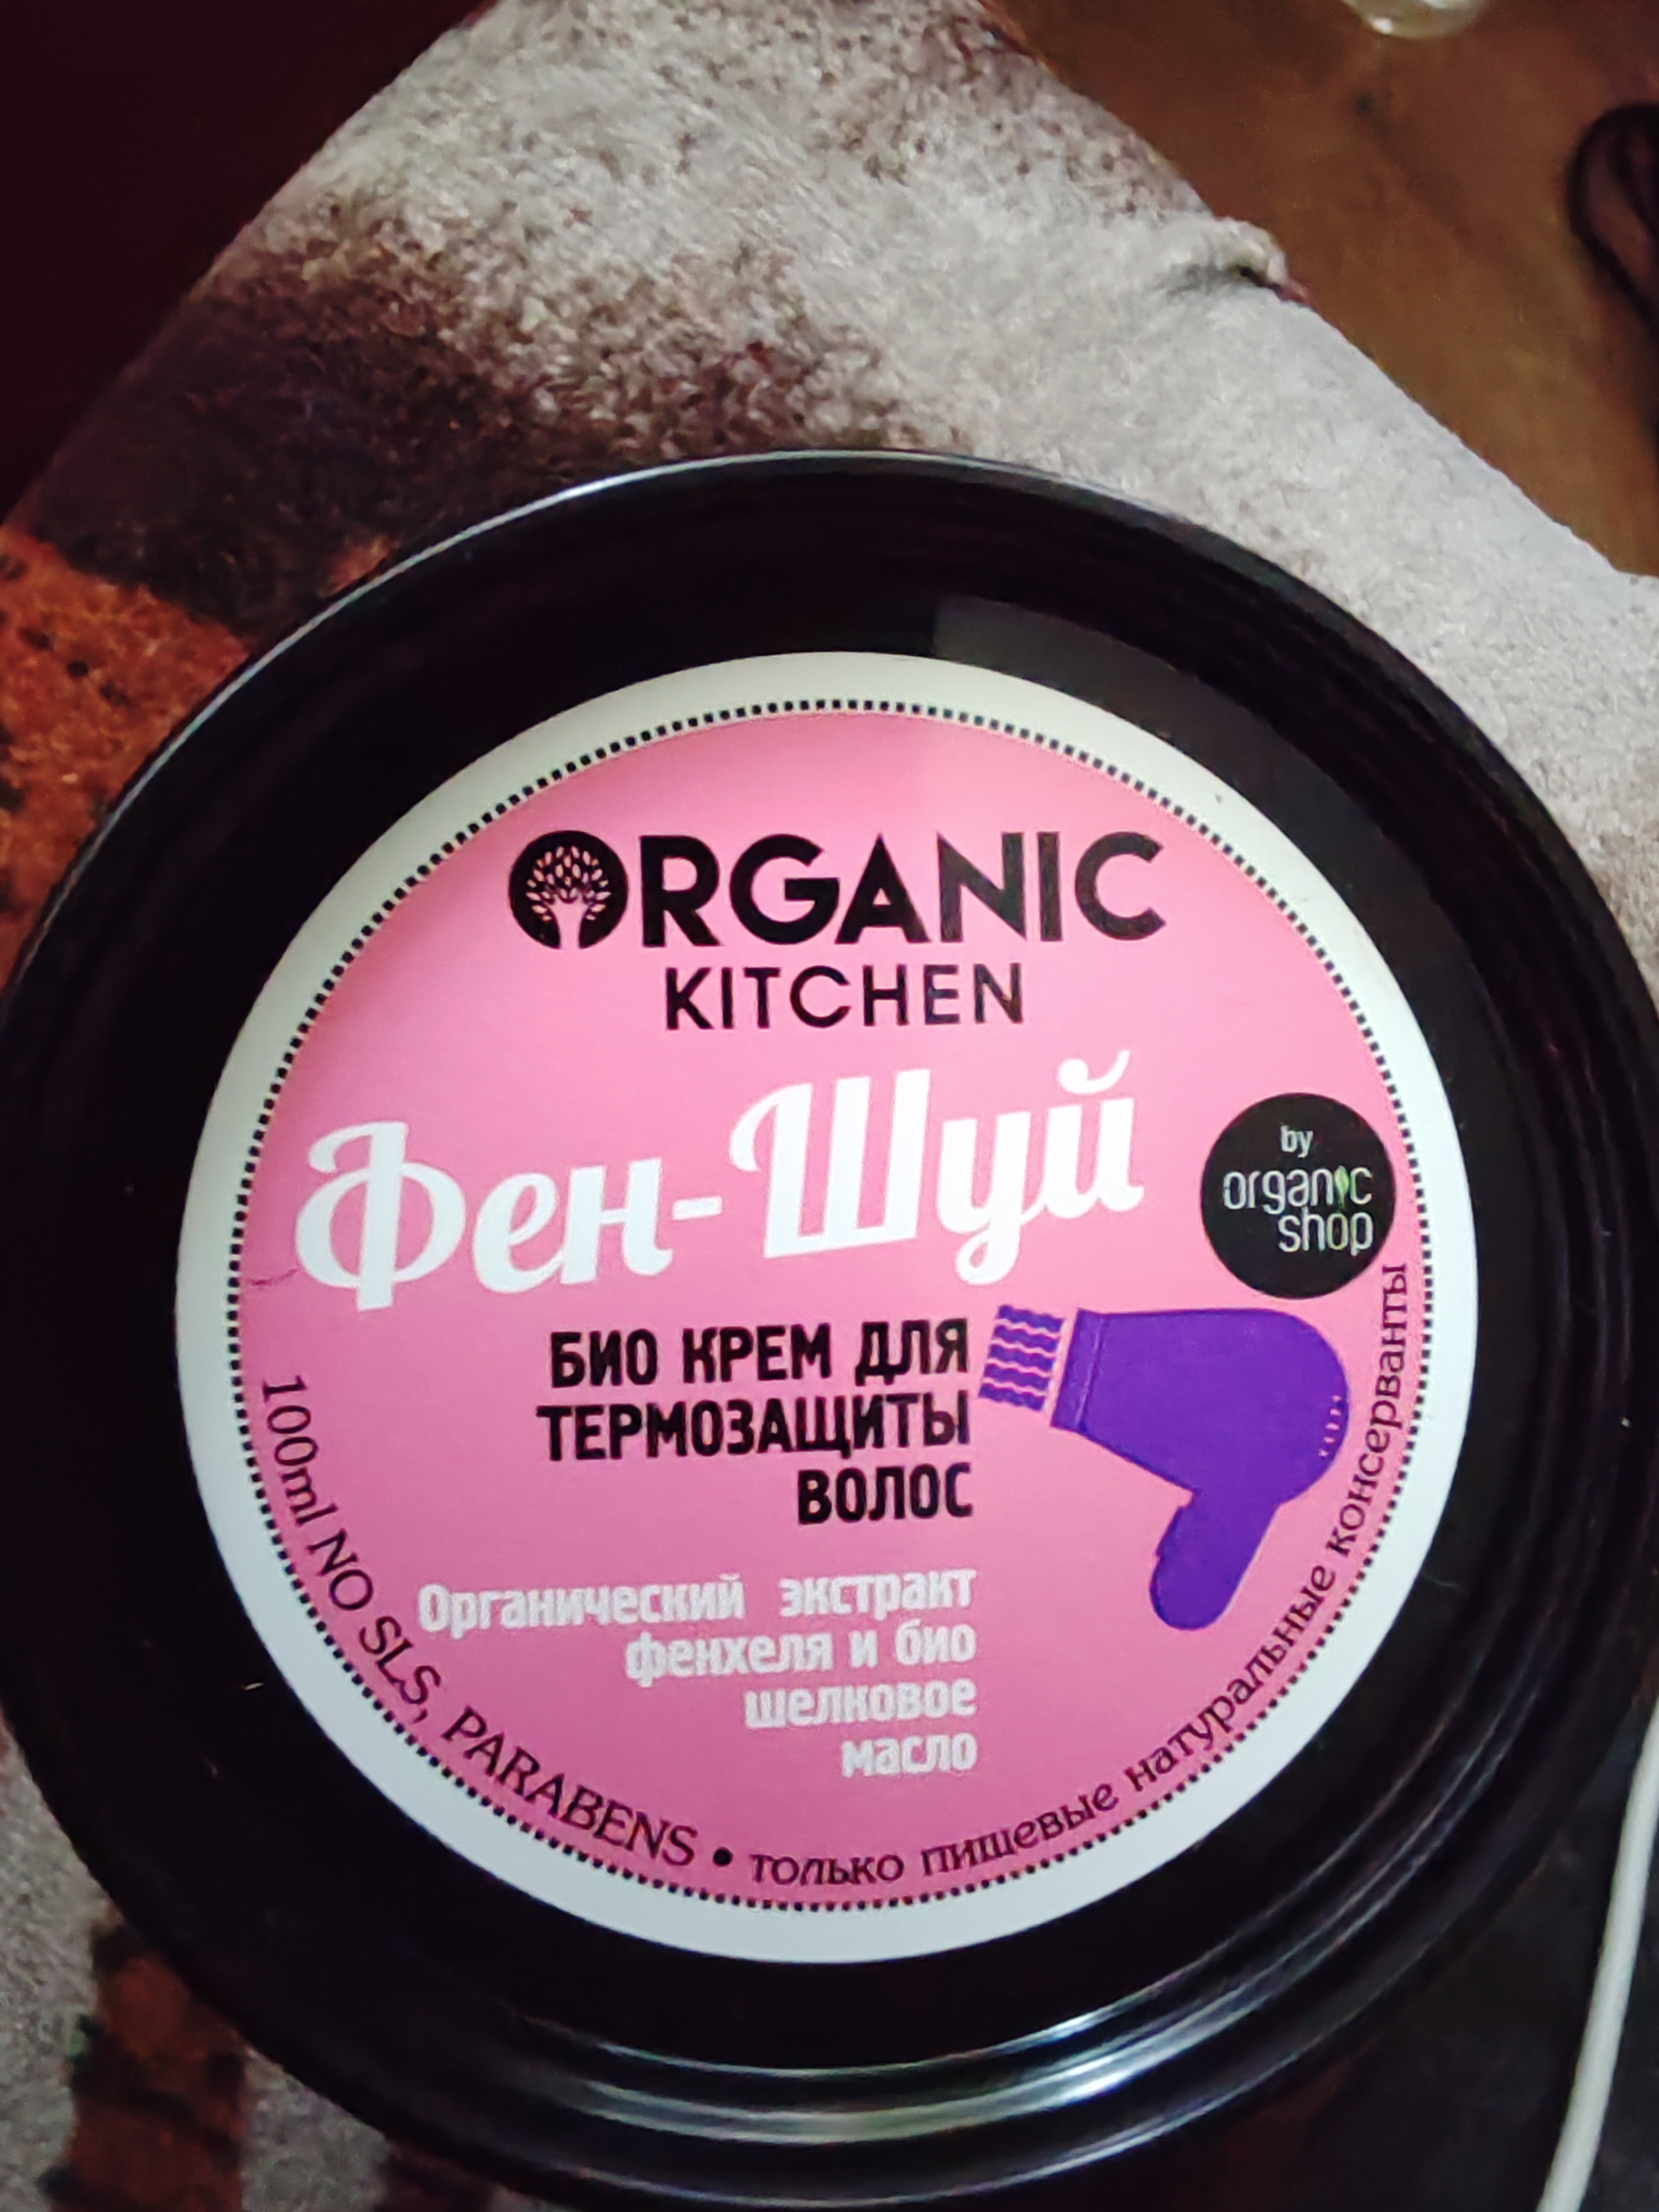 ORGANIC
KITCHEN
Фен-Шуй
by
organic
shop
БИО КРЕМ ДЛЯ
ТЕРМОЗАЩИТЫ
ВОЛОС
Органический экстракт
фенхеля и био
шелковое
масло
100ml NO SLS, PARABENS • только пищевые натуральные консерванты